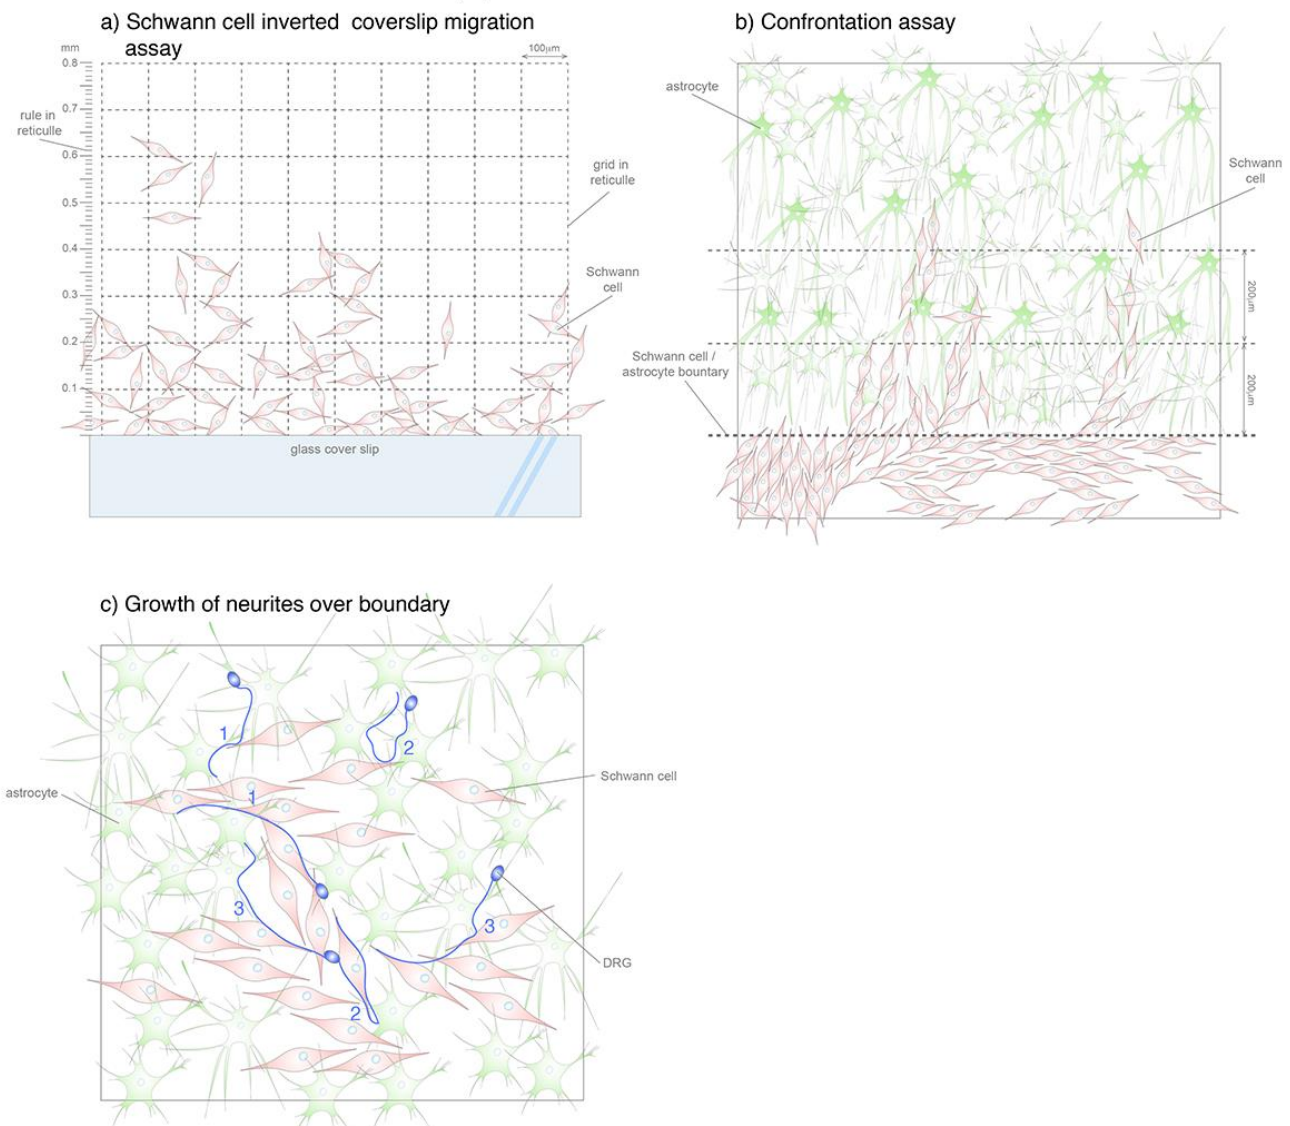 a) Schwann cell inverted coverslip migration
assay
mm
100µm
0.8
0.7
0.6
0.5
0.4
0.3
0.2
0.1
rule in
reticulle
grid in
reticulle
Schwann
cell
glass cover slip
b) Confrontation assay
astrocyte
Schwann
cell
200µm
200µm
Schwann cell /
astrocyte bountary
c) Growth of neurites over boundary
1
2
1
3
3
2
astrocyte
Schwann cell
DRG